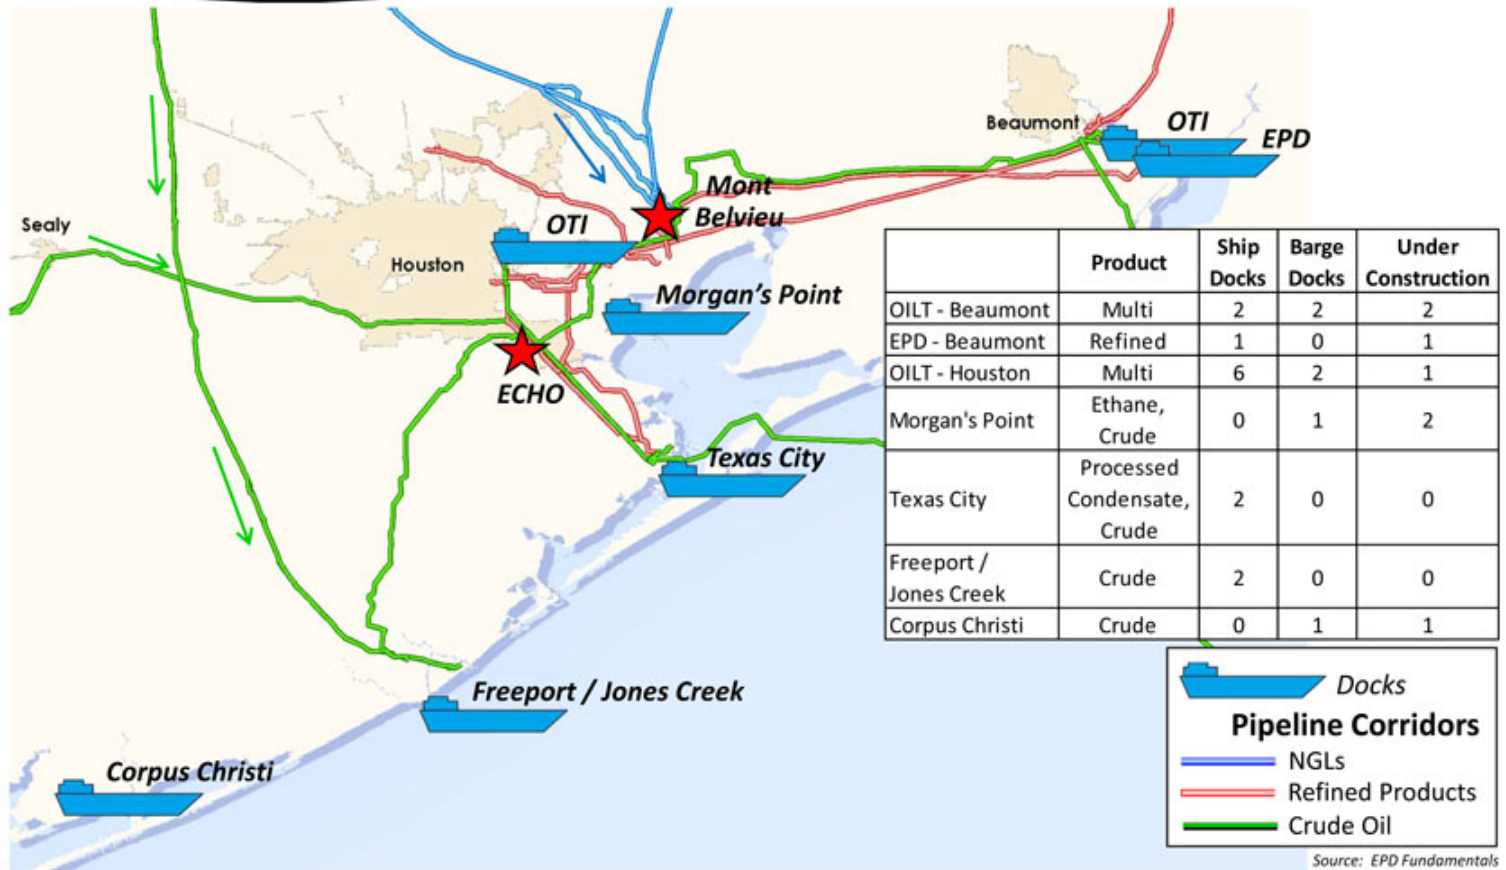 Beaumont
OTI
EPD
Mont
Belvieu
Sealy
OTI
Houston
Morgan's Point
ECHO
Texas City
Freeport / Jones Creek
Corpus Christi
Product Ship Docks Barge Docks Under Construction
OILT - Beaumont Multi 2 2 2
EPD - Beaumont Refined 1 0 1
OILT - Houston Multi 6 2 1
Morgan's Point Ethane, Crude 0 1 2
Texas City Processed Condensate, Crude 2 0 0
Freeport / Jones Creek Crude 2 0 0
Corpus Christi Crude 0 1 1
Docks
Pipeline Corridors
NGLs
Refined Products
Crude Oil
Source: EPD Fundamentals